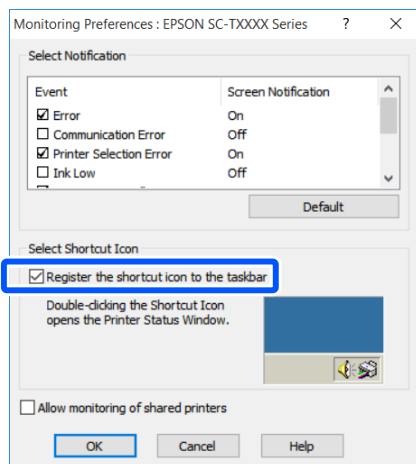 Monitoring Preferences : EPSON SC-TXXXX Series ? ×
Select Notification
Event Screen Notification
Error On
Communication Error Off
Printer Selection Error On
Ink Low Off
Default
Select Shortcut Icon
Register the shortcut icon to the taskbar
Double-clicking the Shortcut Icon
opens the Printer Status Window.
Allow monitoring of shared printers
OK Cancel Help